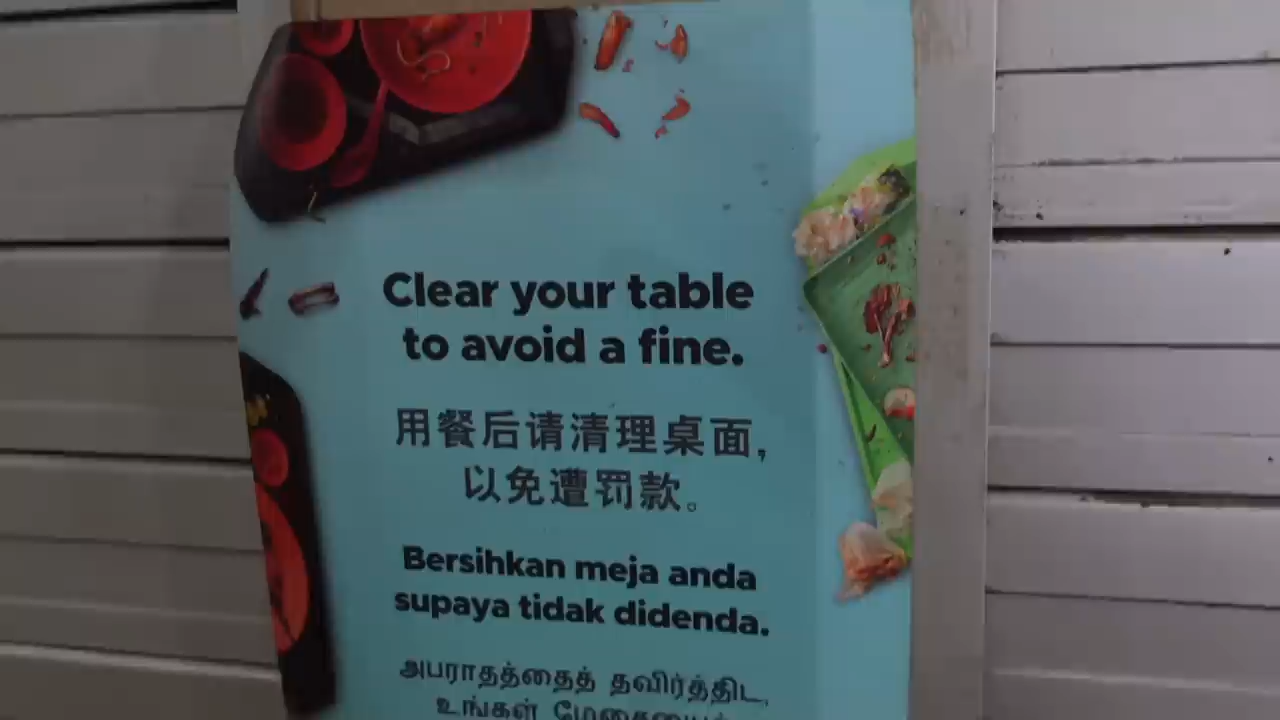 Clear your table
to avoid a fine.
用餐后请清理桌面，
以免遭罚款。
Bersihkan meja anda
supaya tidak didenda.
அபராதத்தைத் தவிர்த்திட,
உங்கள்